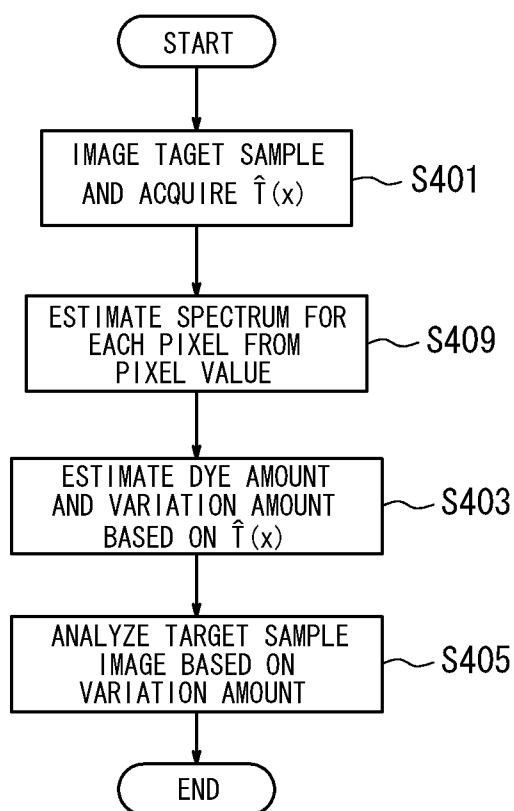 START
IMAGE TAGET SAMPLE
AND ACQUIRE T̂(x)
S401
ESTIMATE SPECTRUM FOR
EACH PIXEL FROM
PIXEL VALUE
S409
ESTIMATE DYE AMOUNT
AND VARIATION AMOUNT
BASED ON T̂(x)
S403
ANALYZE TARGET SAMPLE
IMAGE BASED ON
VARIATION AMOUNT
S405
END